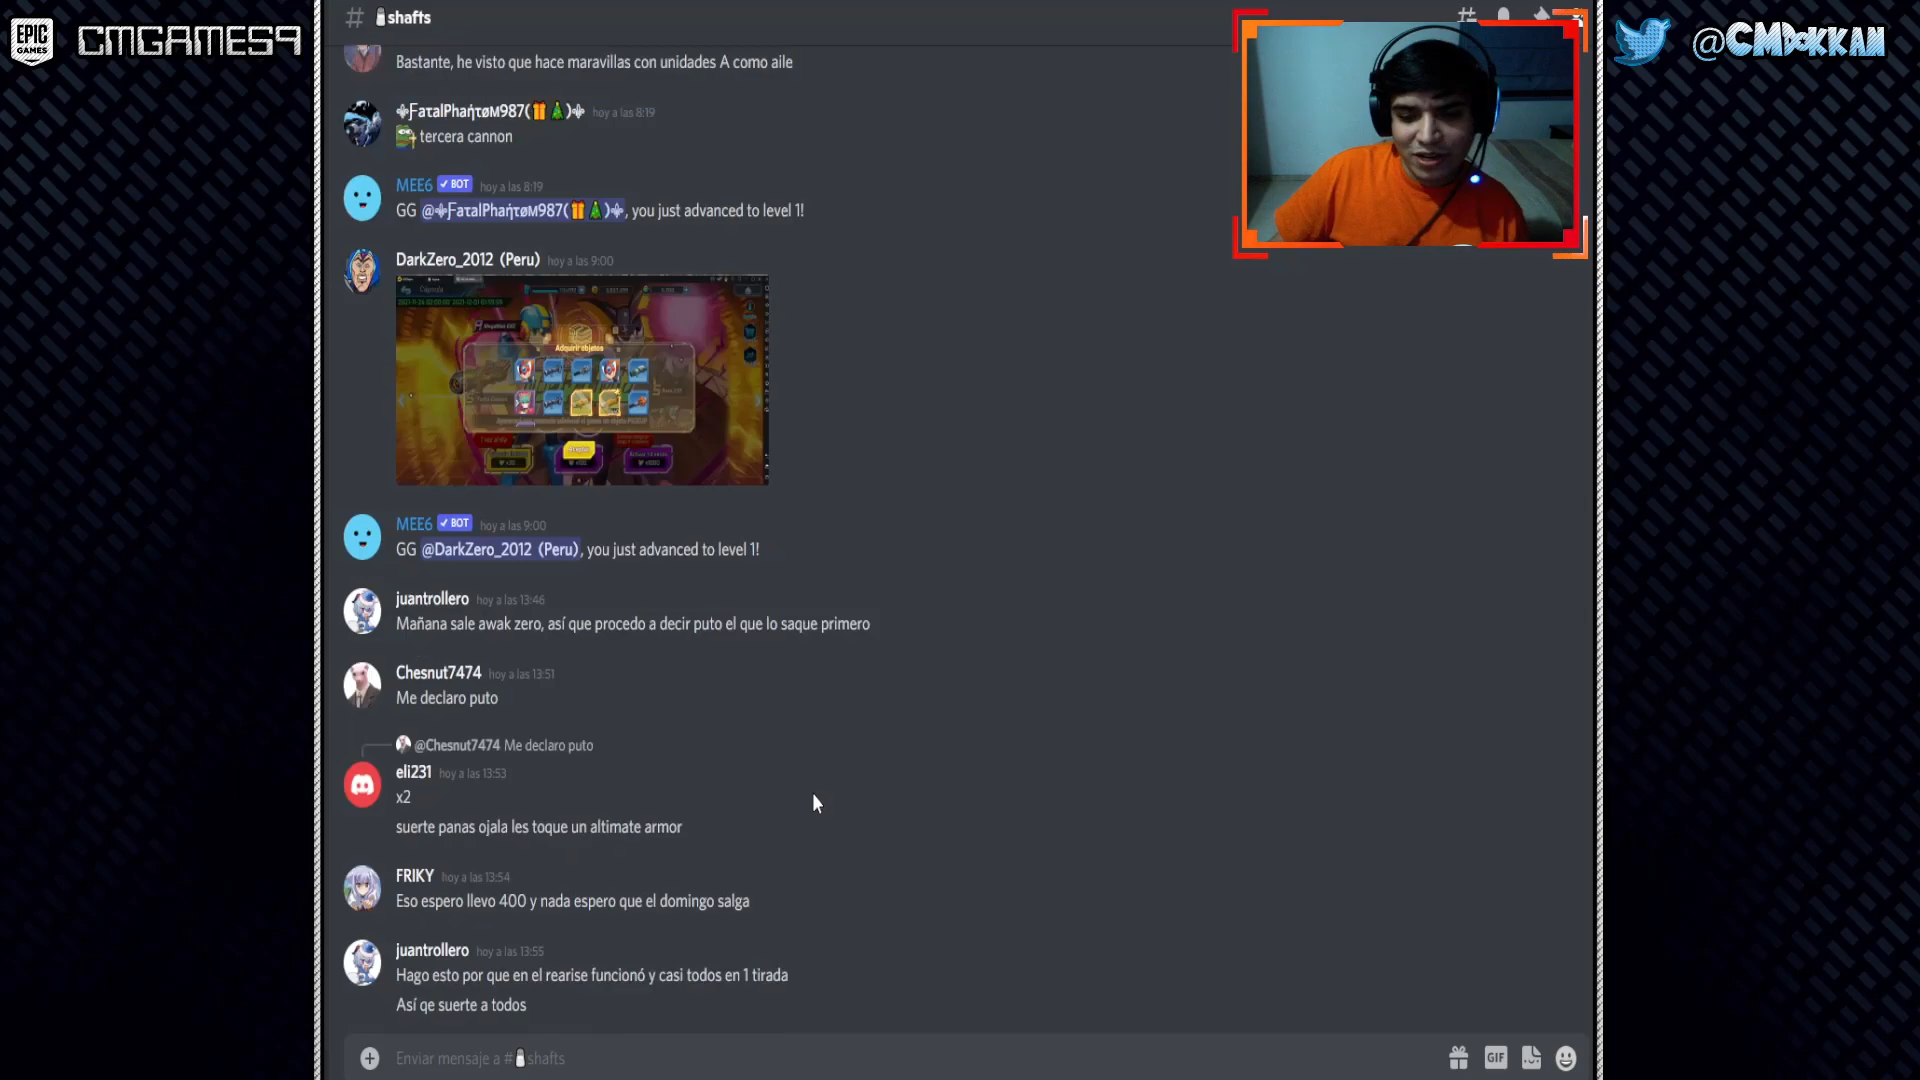 EPIC GAMES
CMGAMES9
@CMDOKKAN
# shafts
Bastante, he visto que hace maravillas con unidades A como aile
⚜ƑaτalPhaήτøм987(🎁🎄)⚜ hoy a las 8:19
tercera cannon
MEE6 ✓ BOT hoy a las 8:19
GG @⚜ƑaτalPhaήτøм987(🎁🎄)⚜, you just advanced to level 1!
DarkZero_2012 (Peru) hoy a las 9:00
Cápsula
Adquirir objetos
MEE6 ✓ BOT hoy a las 9:00
GG @DarkZero_2012 (Peru), you just advanced to level 1!
juantrollero hoy a las 13:46
Mañana sale awak zero, así que procedo a decir puto el que lo saque primero
Chesnut7474 hoy a las 13:51
Me declaro puto
@Chesnut7474 Me declaro puto
eli231 hoy a las 13:53
x2
suerte panas ojala les toque un altimate armor
FRIKY hoy a las 13:54
Eso espero llevo 400 y nada espero que el domingo salga
juantrollero hoy a las 13:55
Hago esto por que en el rearise funcionó y casi todos en 1 tirada
Así qe suerte a todos
Enviar mensaje a # shafts
GIF